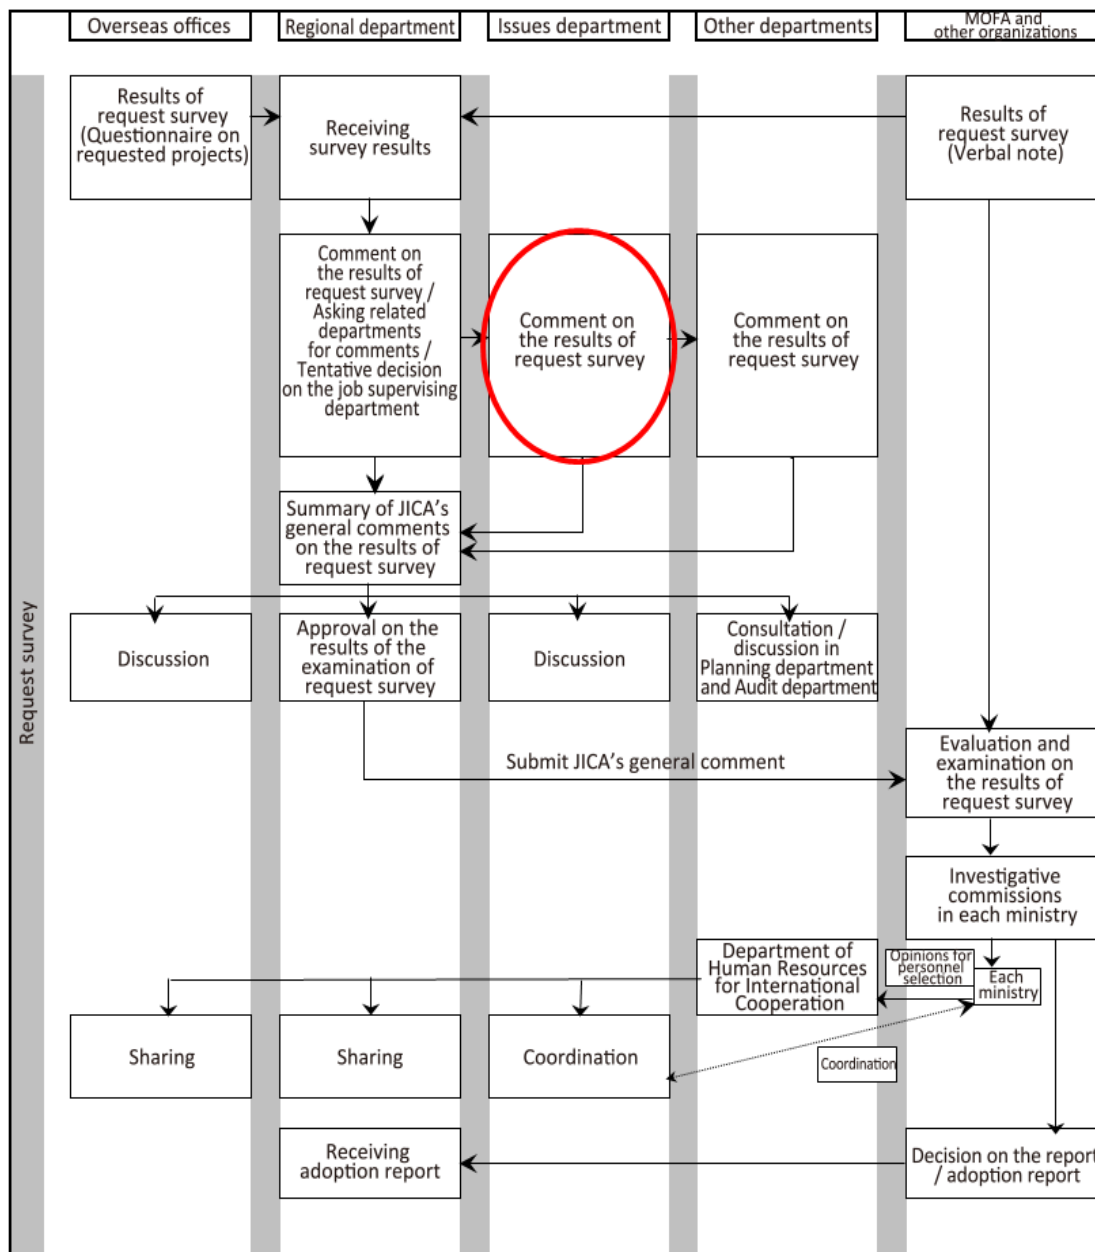 Overseas offices
Regional department
Issues department
Other departments
MOFA and
other organizations
Request survey
Results of
request survey
(Questionnaire on
requested projects)
Receiving
survey results
Results of
request survey
(Verbal note)
Comment on
the results of
request survey /
Asking related
departments
for comments /
Tentative decision
on the job supervising
department
Comment on
the results of
request survey
Comment on
the results of
request survey
Summary of JICA's
general comments
on the results of
request survey
Discussion
Approval on the
results of the
examination of
request survey
Discussion
Consultation /
discussion in
Planning department
and Audit department
Submit JICA's general comment
Evaluation and
examination on
the results of
request survey
Investigative
commissions
in each ministry
Department of
Human Resources
for International
Cooperation
Opinions for
personnel
selection
Each
ministry
Sharing
Sharing
Coordination
Coordination
Receiving
adoption report
Decision on the report
/ adoption report